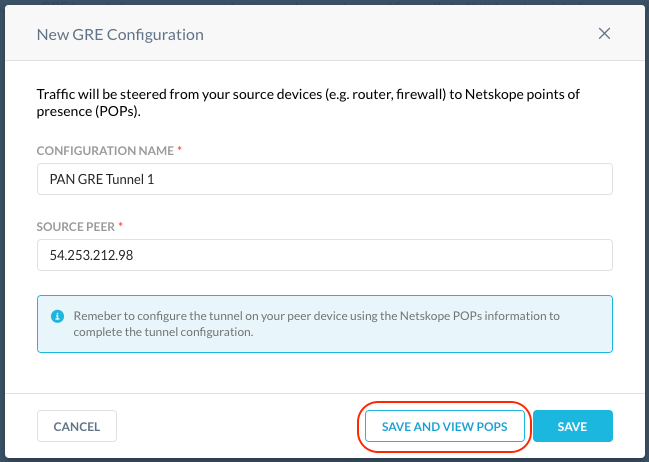 New GRE Configuration
Traffic will be steered from your source devices (e.g. router, firewall) to Netskope points of
presence (POPs).
CONFIGURATION NAME *
PAN GRE Tunnel 1
SOURCE PEER *
54.253.212.98
Remeber to configure the tunnel on your peer device using the Netskope POPs information to
complete the tunnel configuration.
CANCEL
SAVE AND VIEW POPS
SAVE